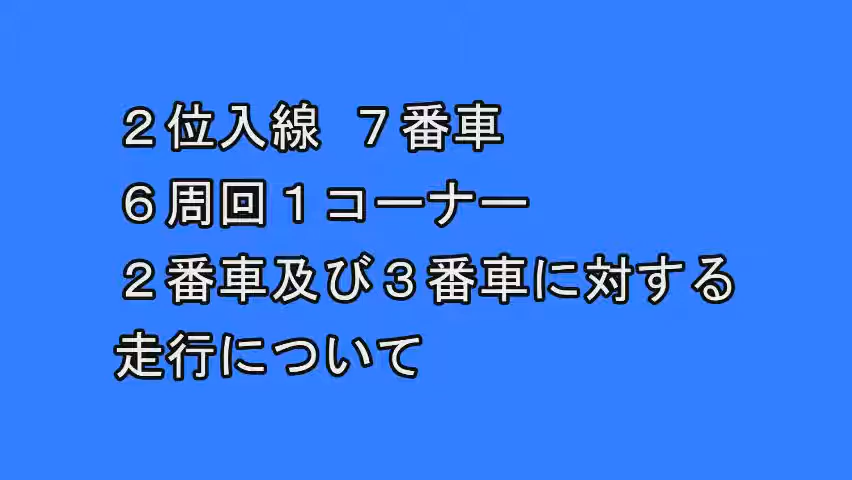 ２位入線　７番車
６周回１コーナー
２番車及び３番車に対する
走行について